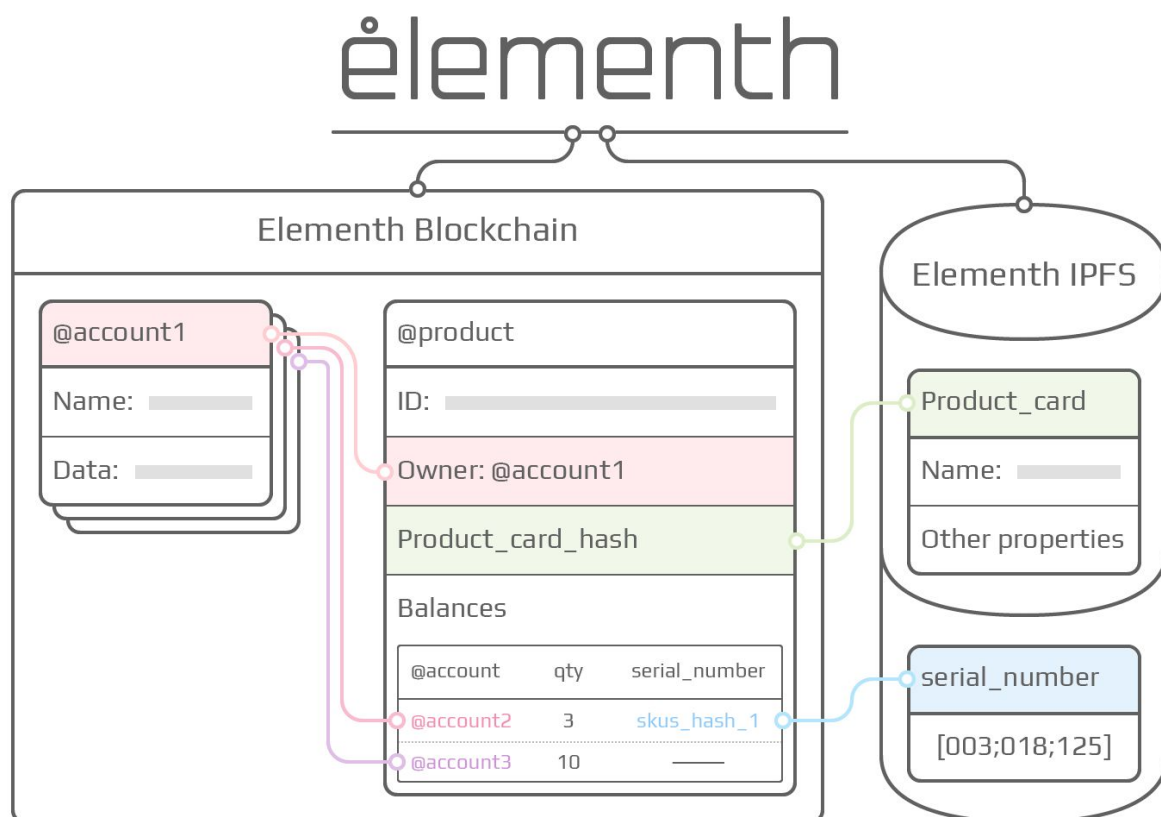 ėlementh
Elementh Blockchain
Elementh IPFS
@account1
Name:
Data:
@product
ID:
Owner: @account1
Product_card_hash
Balances
@account qty serial_number
@account2 3 skus_hash_1
@account3 10 ——
Product_card
Name:
Other properties
serial_number
[003;018;125]